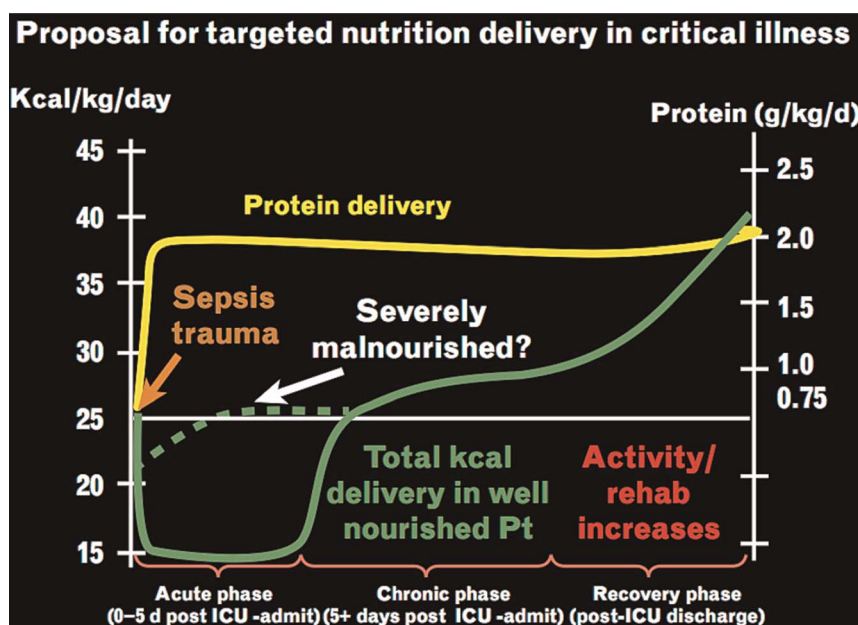 Proposal for targeted nutrition delivery in critical illness
Kcal/kg/day
Protein (g/kg/d)
45
40
35
30
25
20
15
2.5
2.0
1.5
1.0
0.75
Protein delivery
Sepsis
trauma
Severely
malnourished?
Total kcal
delivery in well
nourished Pt
Activity/
rehab
increases
Acute phase
(0–5 d post ICU -admit)
Chronic phase
(5+ days post ICU -admit)
Recovery phase
(post-ICU discharge)